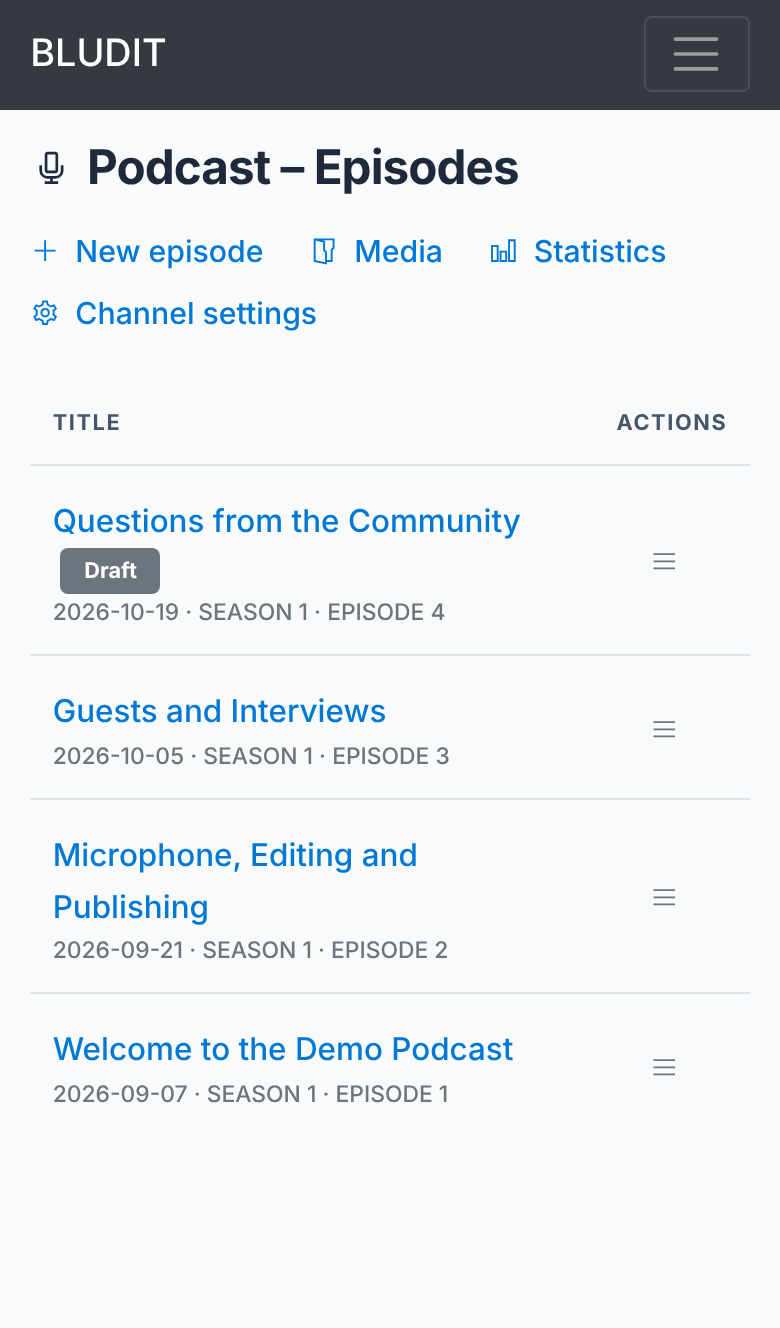 BLUDIT
Podcast – Episodes
New episode
Media
Statistics
Channel settings
TITLE
ACTIONS
Questions from the Community
Draft
2026-10-19 · SEASON 1 · EPISODE 4
Guests and Interviews
2026-10-05 · SEASON 1 · EPISODE 3
Microphone, Editing and
Publishing
2026-09-21 · SEASON 1 · EPISODE 2
Welcome to the Demo Podcast
2026-09-07 · SEASON 1 · EPISODE 1